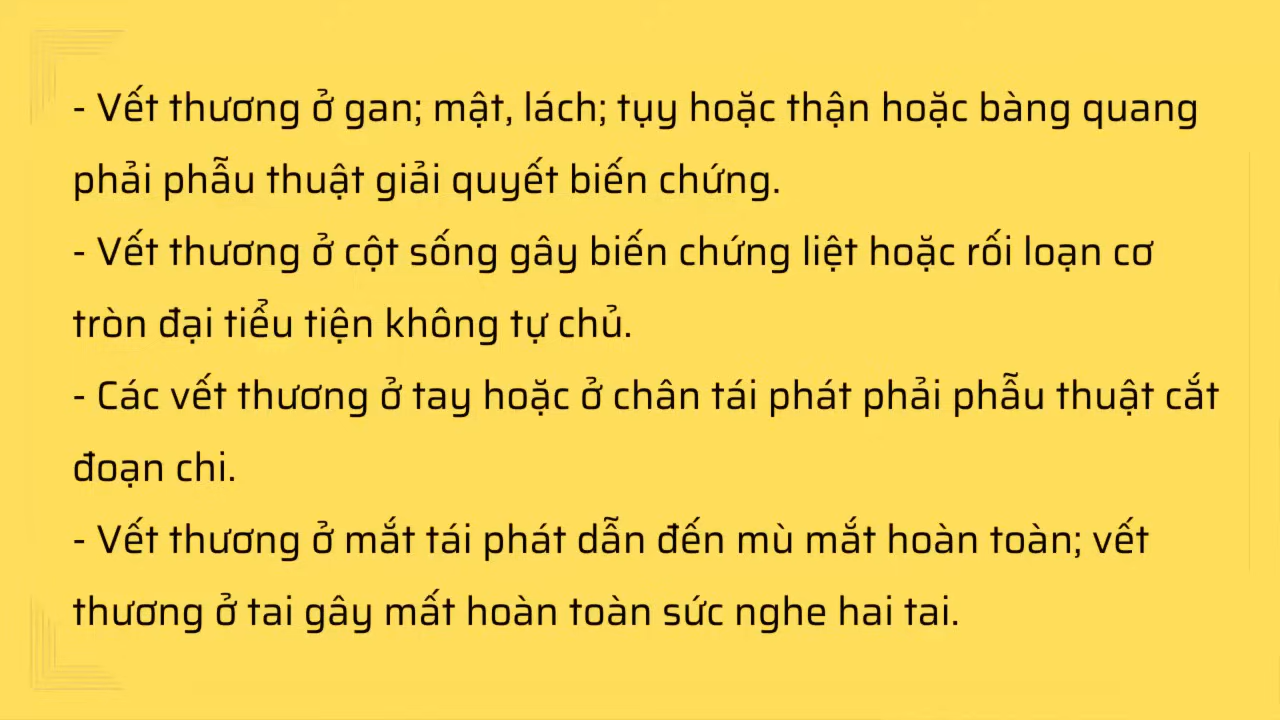 - Vết thương ở gan; mật, lách; tụy hoặc thận hoặc bàng quang
phải phẫu thuật giải quyết biến chứng.
- Vết thương ở cột sống gây biến chứng liệt hoặc rối loạn cơ
tròn đại tiểu tiện không tự chủ.
- Các vết thương ở tay hoặc ở chân tái phát phải phẫu thuật cắt
đoạn chi.
- Vết thương ở mắt tái phát dẫn đến mù mắt hoàn toàn; vết
thương ở tai gây mất hoàn toàn sức nghe hai tai.